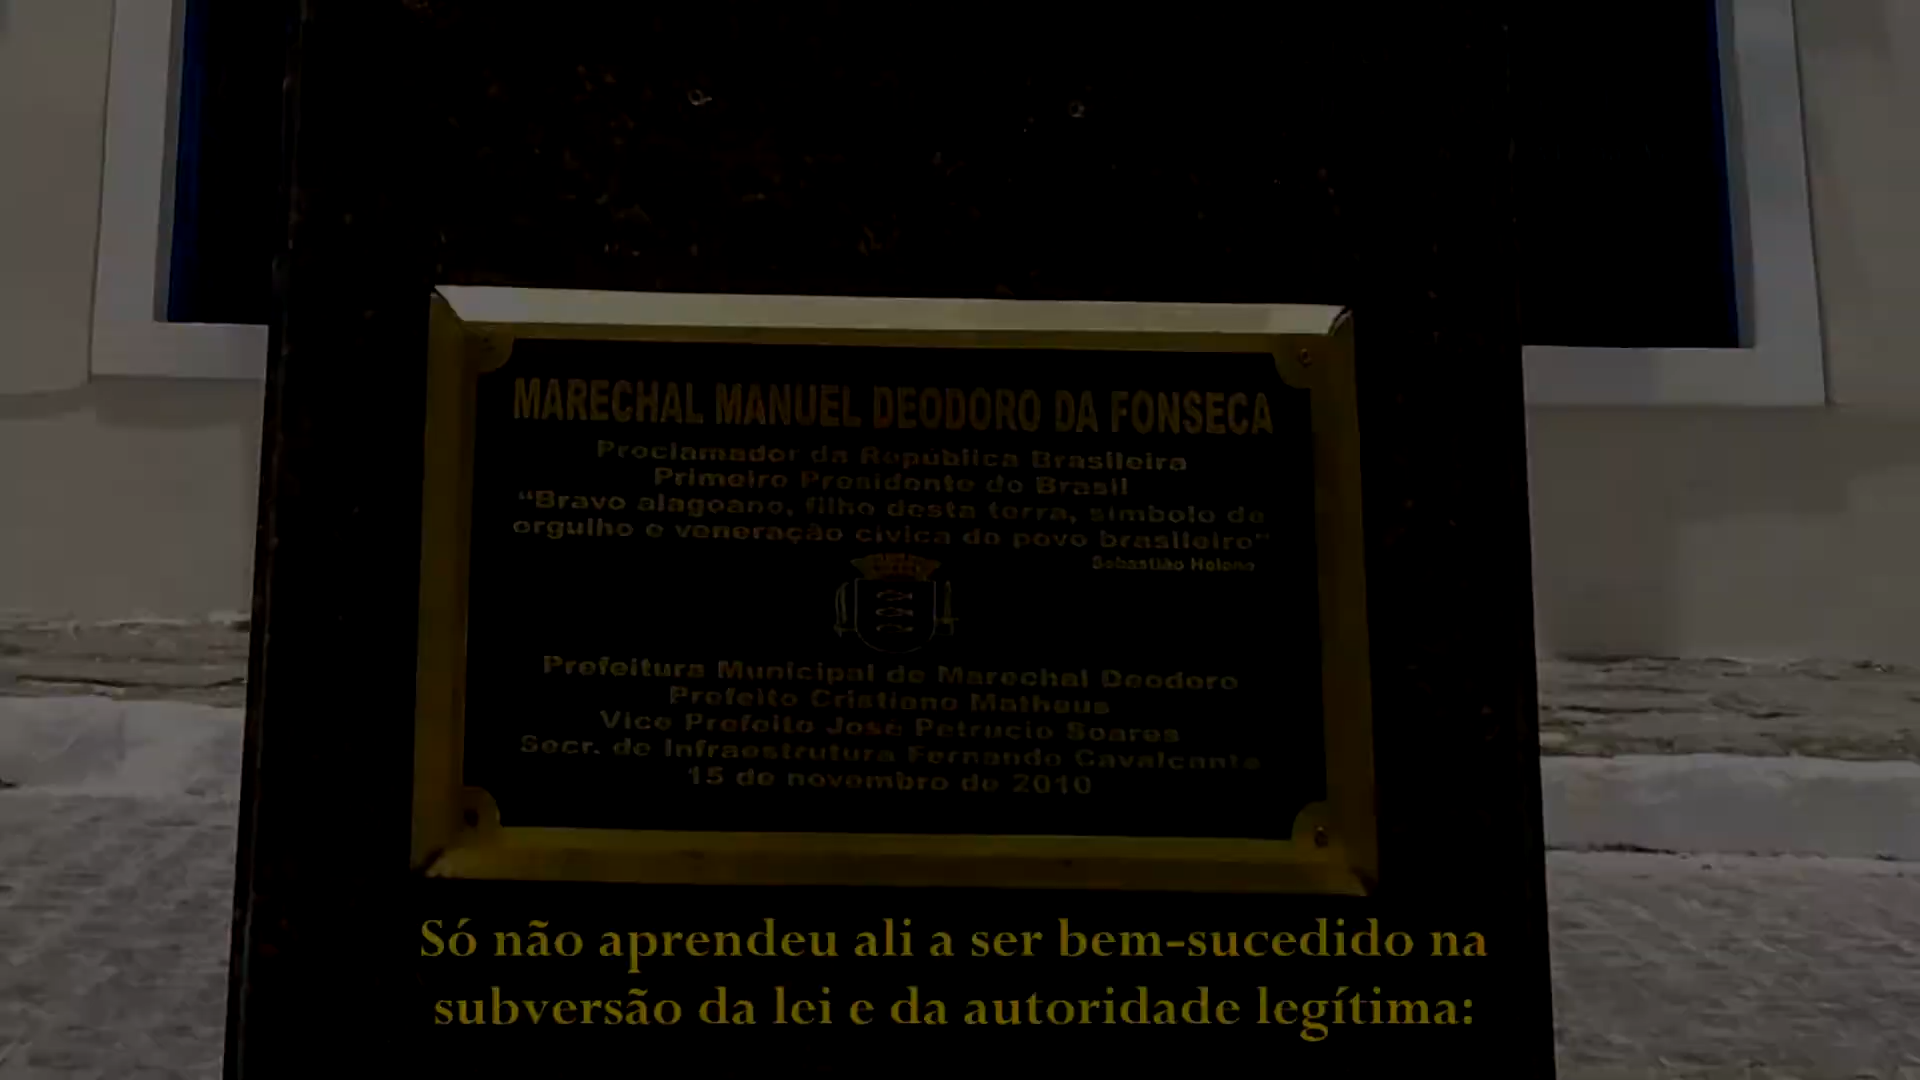 MARECHAL MANUEL DEODORO DA FONSECA
Proclamador da República Brasileira
Primeiro Presidente do Brasil
"Bravo alagoano, filho desta terra, símbolo de
orgulho e veneração cívica do povo brasileiro"
Sebastião Heleno
Prefeitura Municipal de Marechal Deodoro
Prefeito Cristiano Matheus
Vice Prefeito José Petrucio Soares
Secr. de Infraestrutura Fernando Cavalcante
15 de novembro de 2010
Só não aprendeu ali a ser bem-sucedido na
subversão da lei e da autoridade legítima: